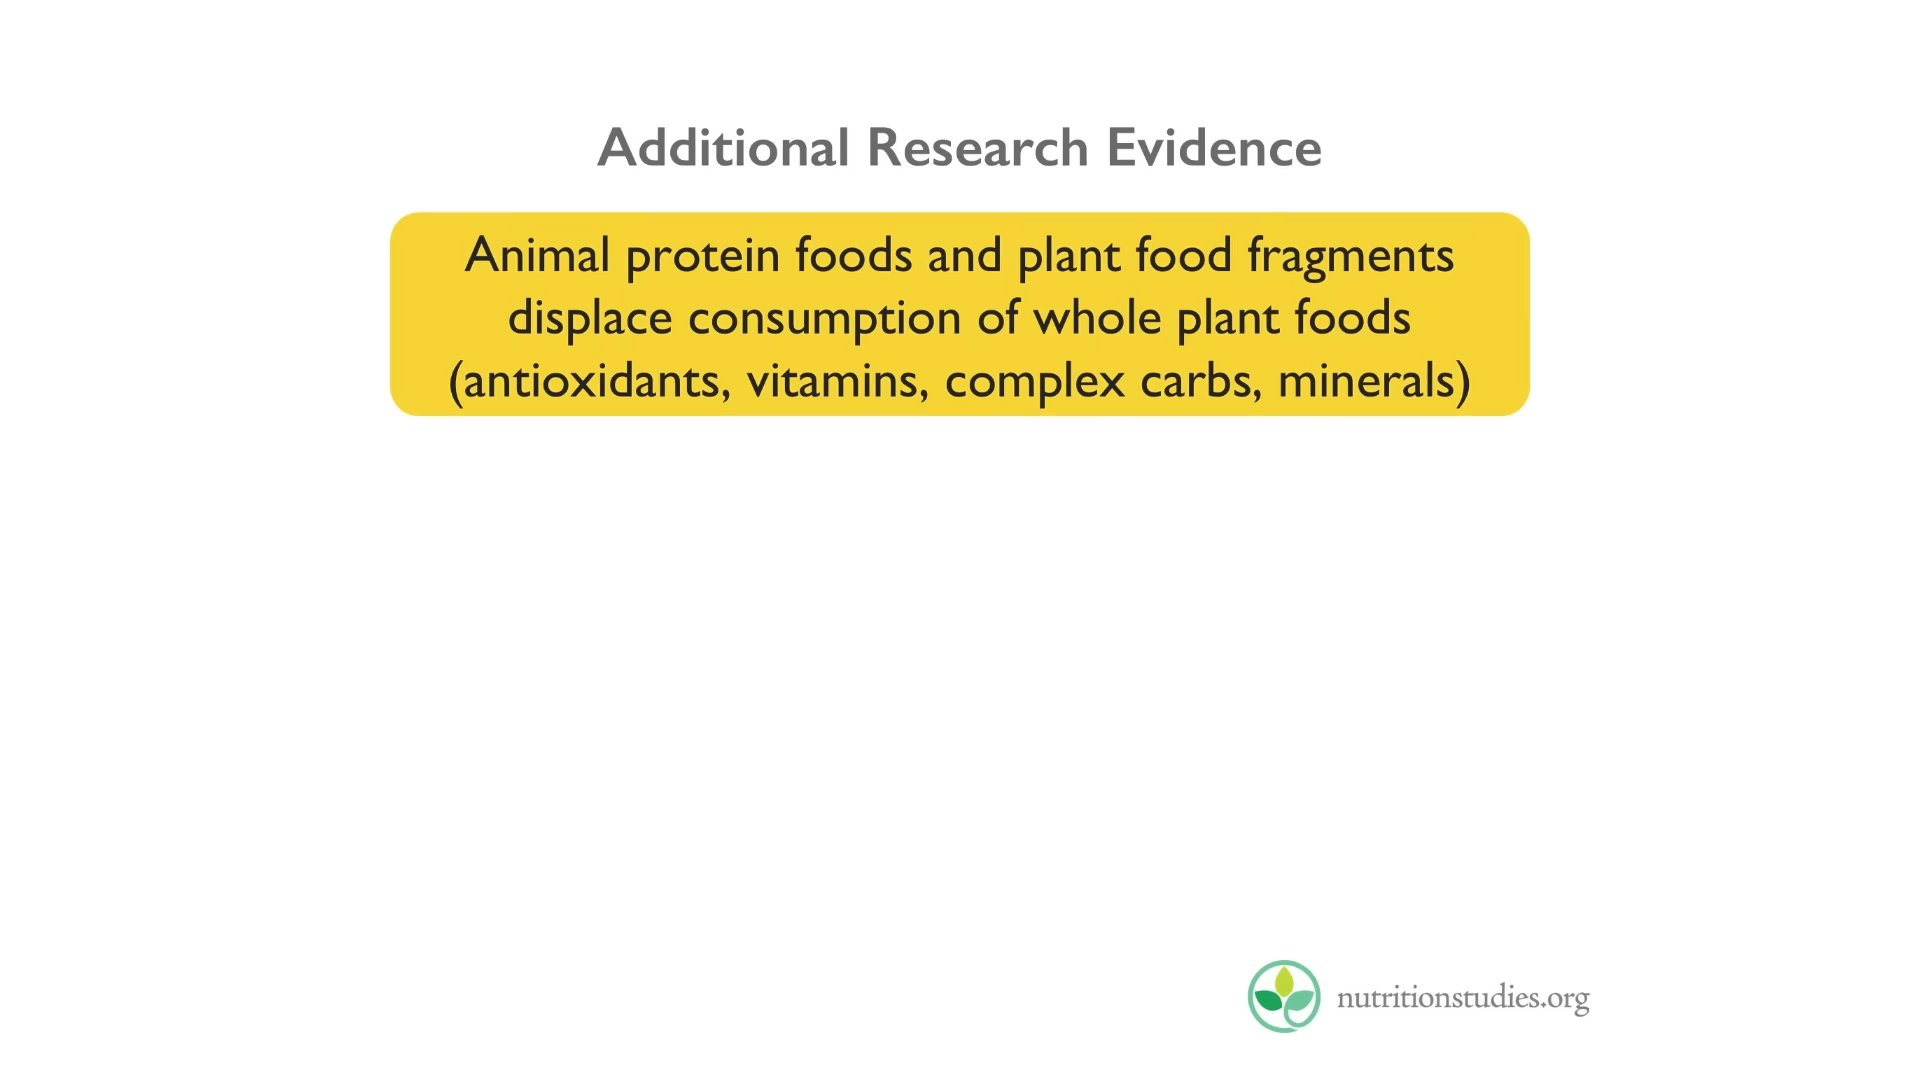 Additional Research Evidence
Animal protein foods and plant food fragments
displace consumption of whole plant foods
(antioxidants, vitamins, complex carbs, minerals)
nutritionstudies.org